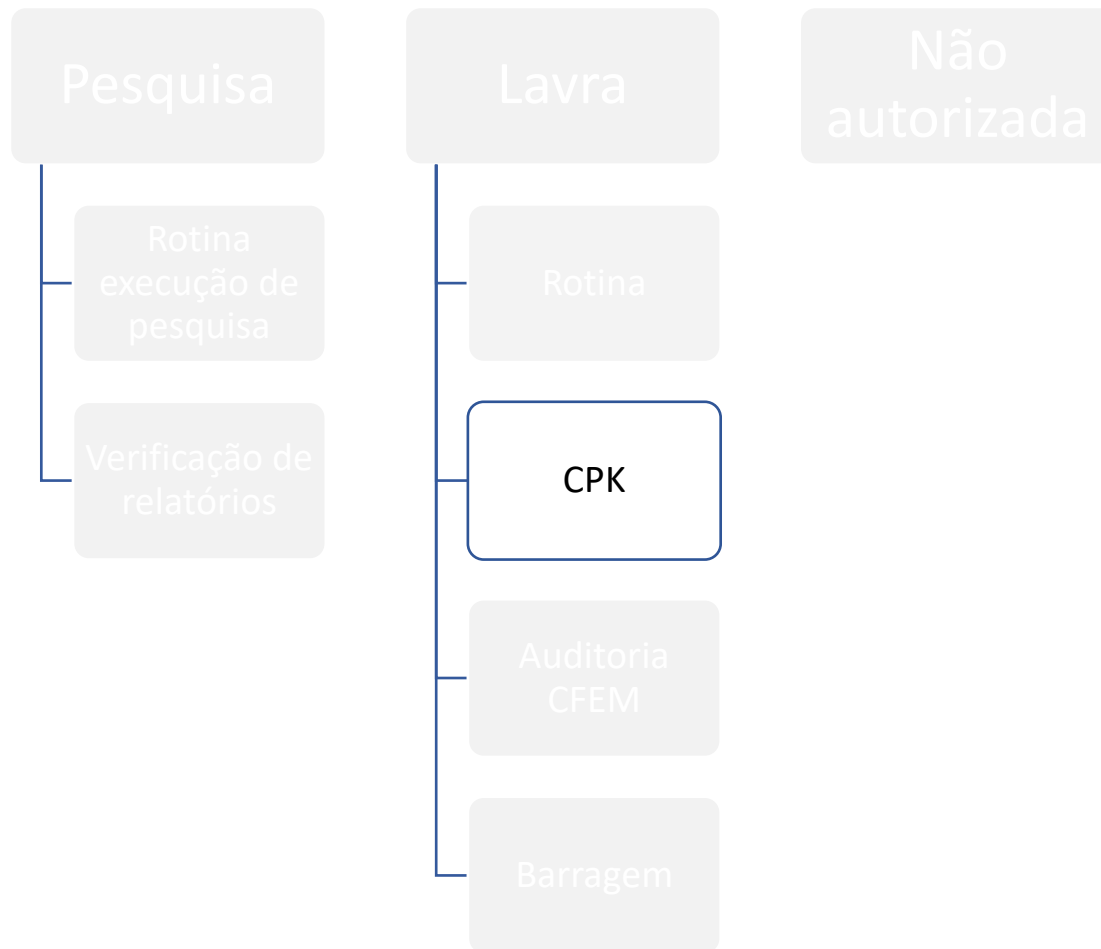 Pesquisa
Rotina
execução de
pesquisa
Verificação de
relatórios
Lavra
Rotina
CPK
Auditoria
CFEM
Barragem
Não
autorizada